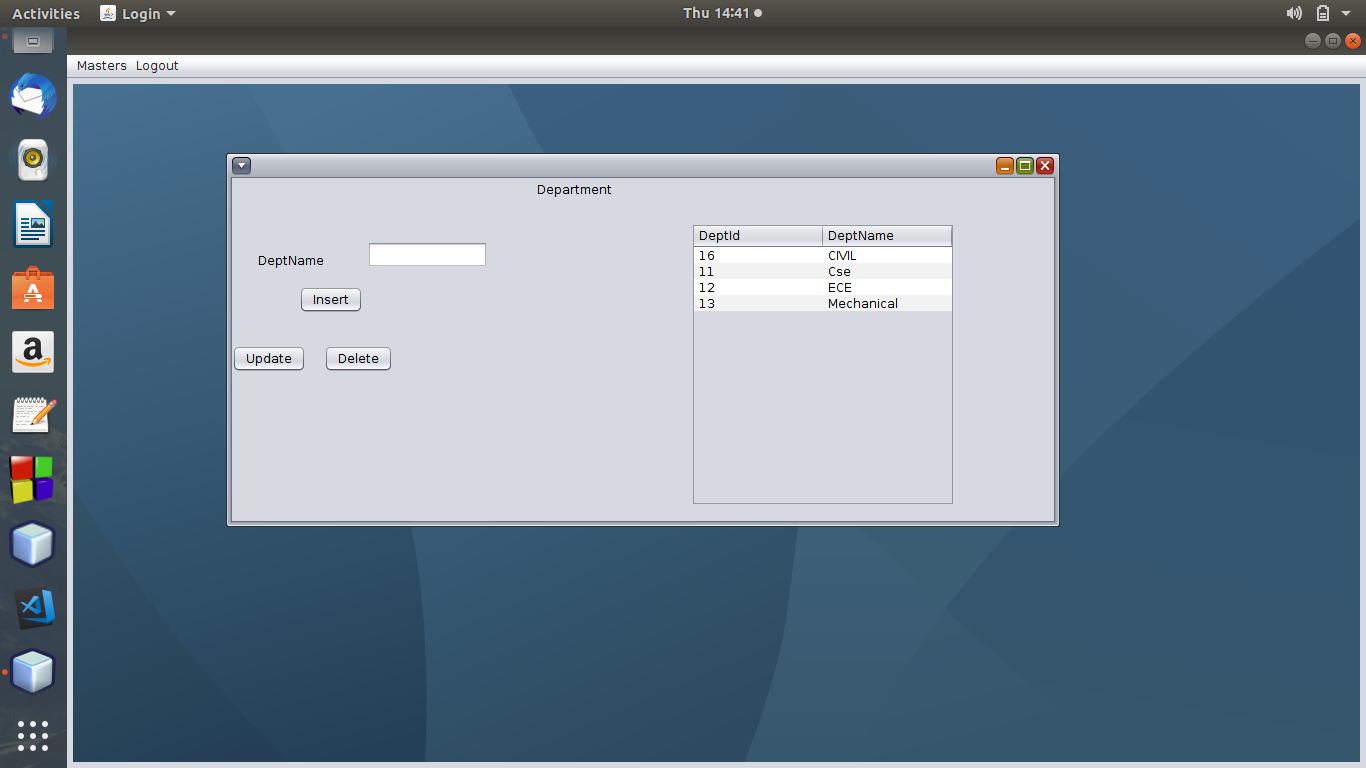 Activities Login Thu 14:41
Masters Logout
Department
DeptName
Insert
Update Delete
DeptId DeptName
16 CIVIL
11 Cse
12 ECE
13 Mechanical